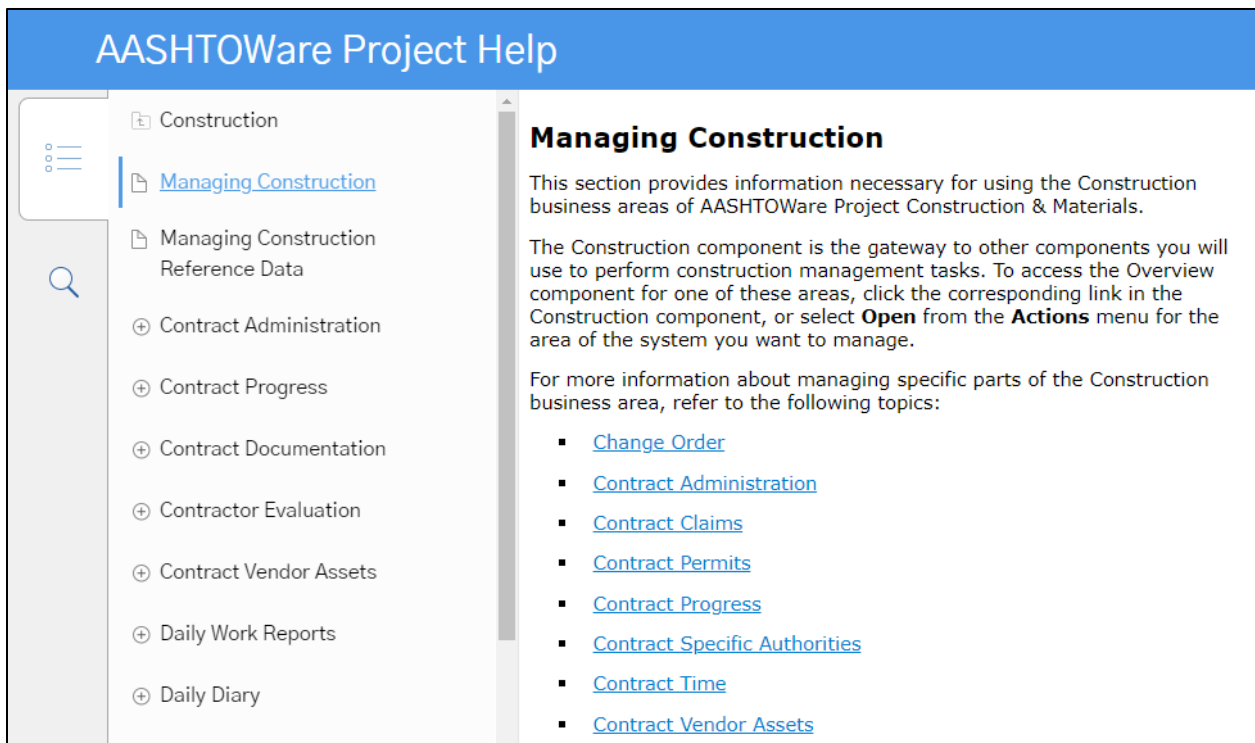 AASHTOWare Project Help
Construction
Managing Construction
Managing Construction
Reference Data
Contract Administration
Contract Progress
Contract Documentation
Contractor Evaluation
Contract Vendor Assets
Daily Work Reports
Daily Diary
Managing Construction
This section provides information necessary for using the Construction
business areas of AASHTOWare Project Construction & Materials.
The Construction component is the gateway to other components you will
use to perform construction management tasks. To access the Overview
component for one of these areas, click the corresponding link in the
Construction component, or select Open from the Actions menu for the
area of the system you want to manage.
For more information about managing specific parts of the Construction
business area, refer to the following topics:
Change Order
Contract Administration
Contract Claims
Contract Permits
Contract Progress
Contract Specific Authorities
Contract Time
Contract Vendor Assets